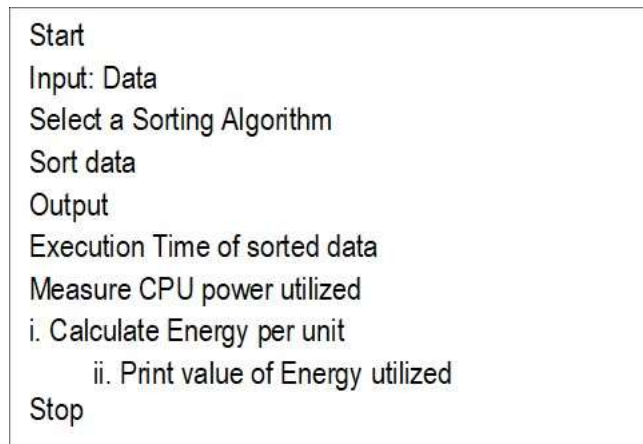 Start
Input: Data
Select a Sorting Algorithm
Sort data
Output
Execution Time of sorted data
Measure CPU power utilized
i. Calculate Energy per unit
ii. Print value of Energy utilized
Stop